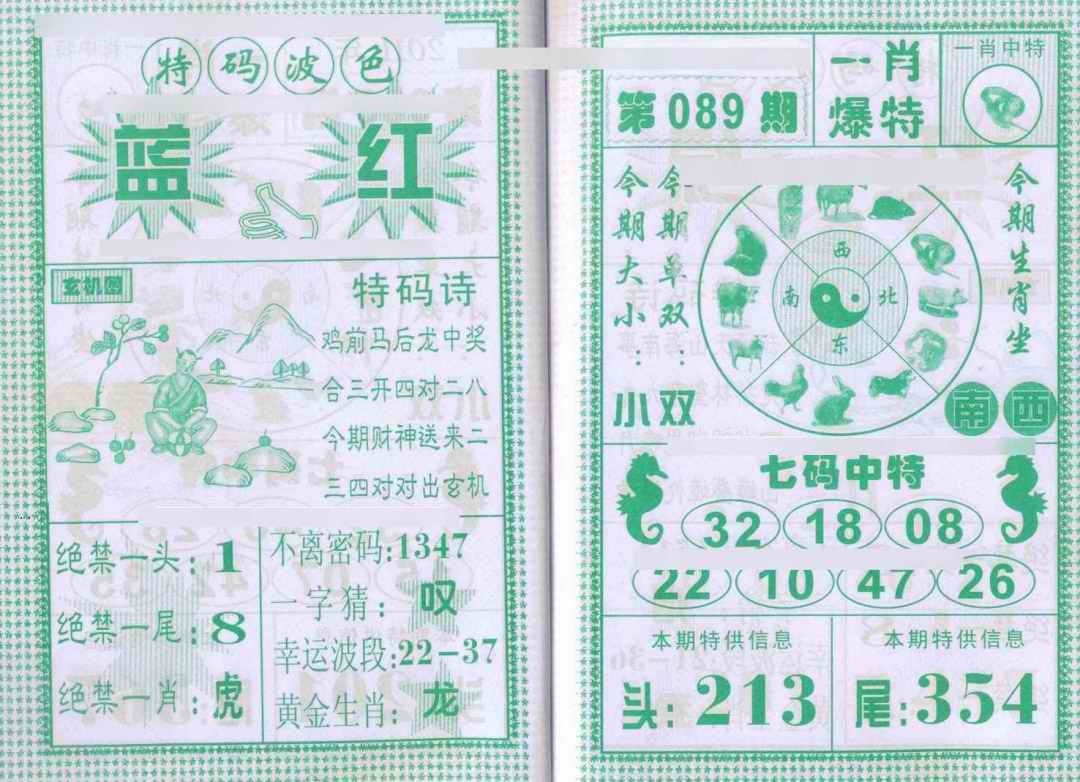 特码波色
蓝 红
玄机图
特码诗
鸡前马后龙中奖
合三开四对二八
今期财神送来二
三四对对出玄机
绝禁一头:1
绝禁一尾:8
绝禁一肖:虎
不离密码:1347
一字猜:叹
幸运波段:22-37
黄金生肖:龙
第089期
一肖
爆特
一肖中特
今期大小:小
今期单双:双
西
南 北
东
今期生肖坐
南 西
七码中特
32 18 08
22 10 47 26
本期特供信息
头:213
本期特供信息
尾:354